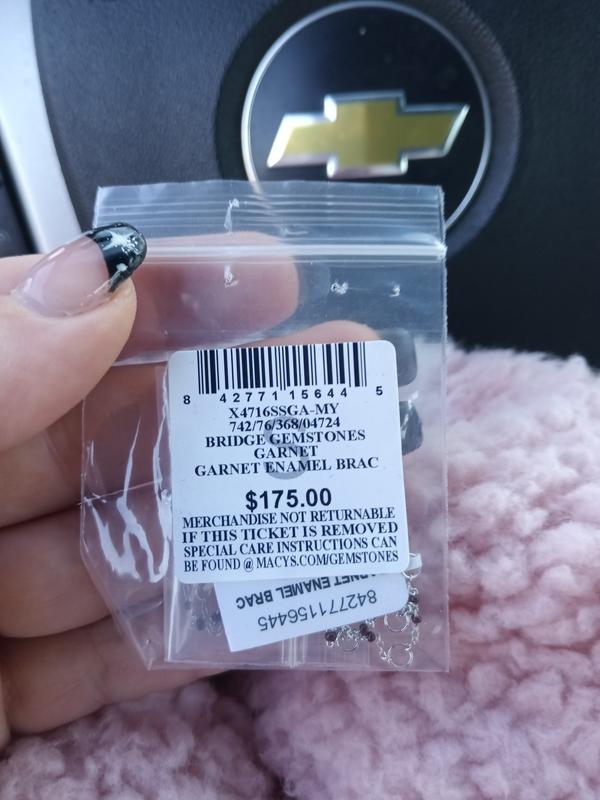 8 42771 15644 5
X4716SSGA-MY
742/76/368/04724
BRIDGE GEMSTONES
GARNET
GARNET ENAMEL BRAC
$175.00
MERCHANDISE NOT RETURNABLE
IF THIS TICKET IS REMOVED
SPECIAL CARE INSTRUCTIONS CAN
BE FOUND @ MACYS.COM/GEMSTONES
ENAMEL BRAC
842771156445